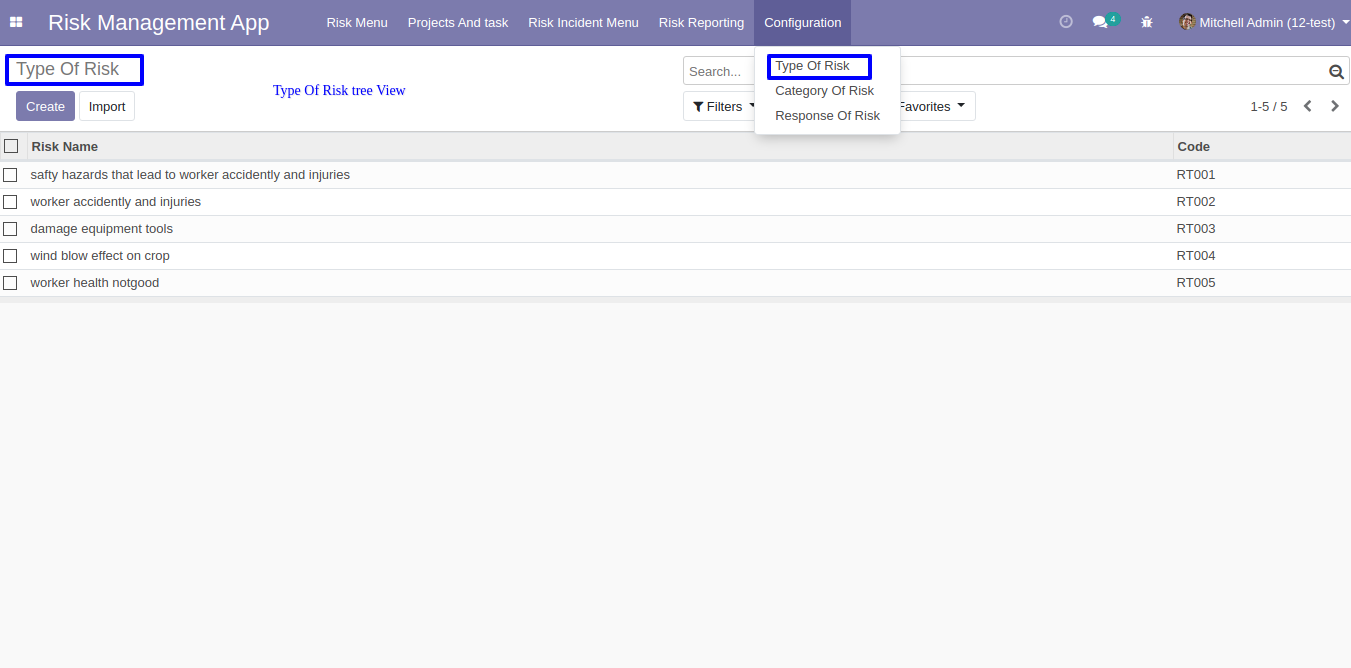 Risk Management App Risk Menu Projects And task Risk Incident Menu Risk Reporting Configuration 4 Mitchell Admin (12-test)
Type Of Risk
Type Of Risk tree View
Search...
Type Of Risk
Category Of Risk
Response Of Risk
Create Import
Filters
Favorites
1-5 / 5
Risk Name Code
safty hazards that lead to worker accidently and injuries RT001
worker accidently and injuries RT002
damage equipment tools RT003
wind blow effect on crop RT004
worker health notgood RT005